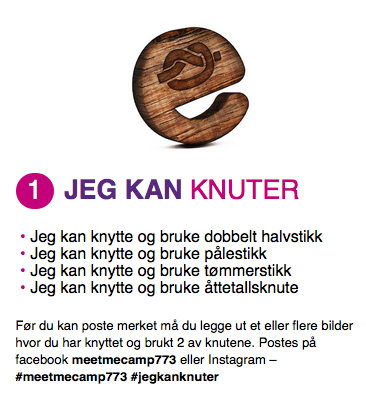 e
1 JEG KAN KNUTER
• Jeg kan knytte og bruke dobbelt halvstikk
• Jeg kan knytte og bruke pålestikk
• Jeg kan knytte og bruke tømmerstikk
• Jeg kan knytte og bruke åttetallsknute
Før du kan poste merket må du legge ut et eller flere bilder
hvor du har knyttet og brukt 2 av knutene. Postes på
facebook meetmecamp773 eller Instagram –
#meetmecamp773 #jegkanknuter